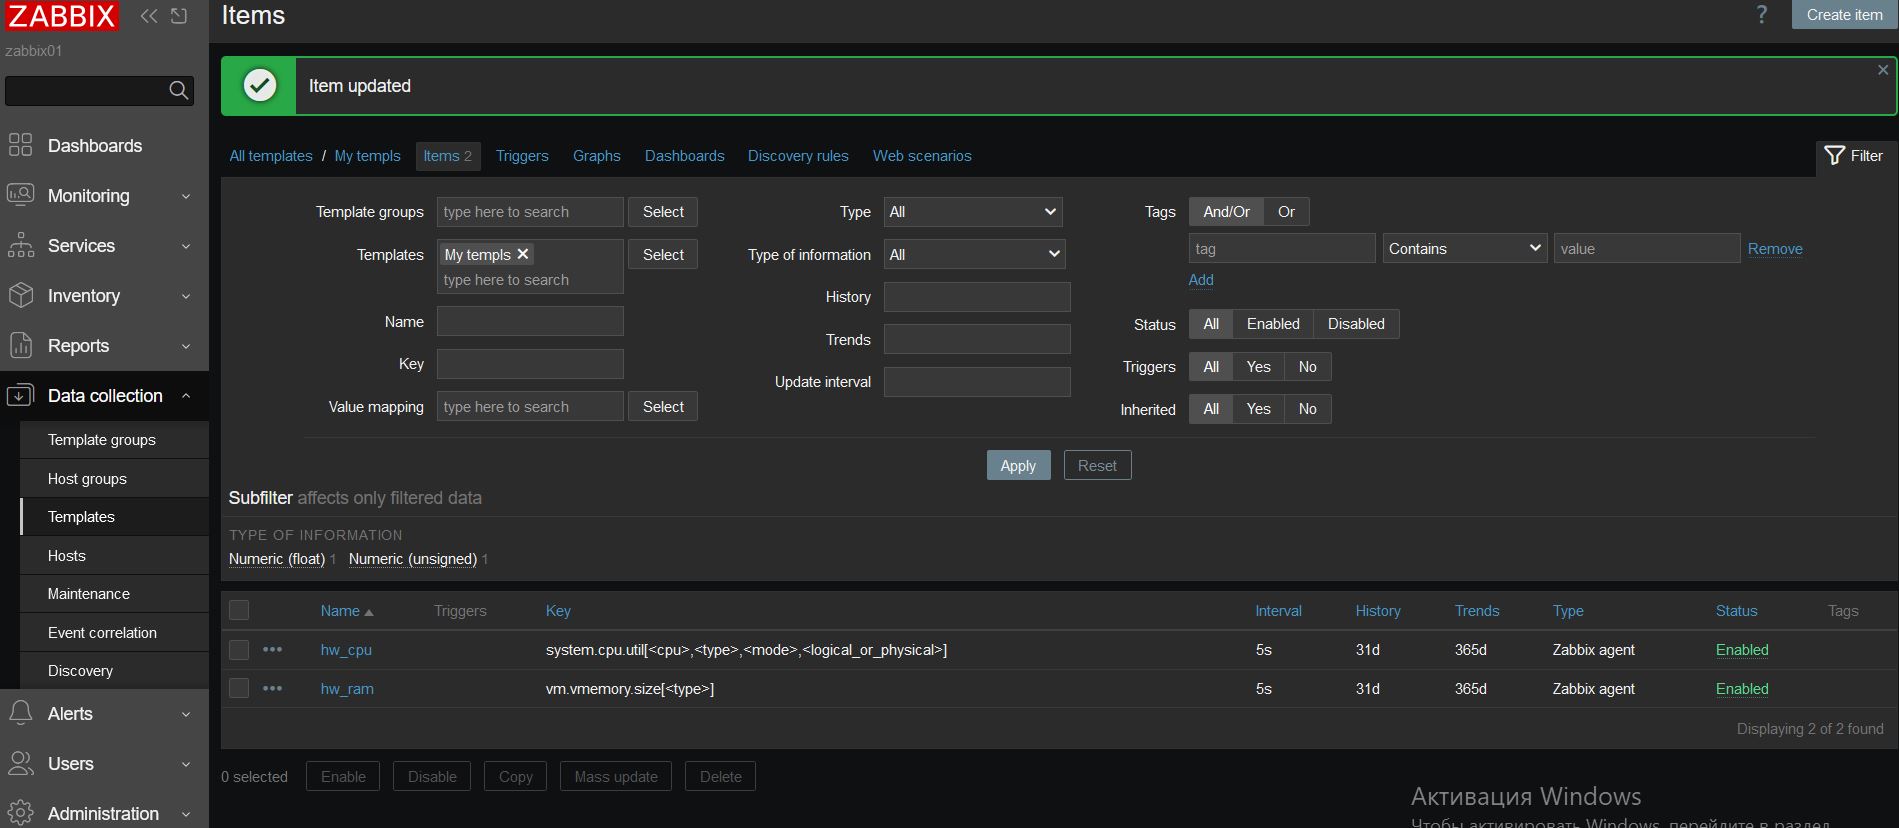 ZABBIX
zabbix01
Dashboards
Monitoring
Services
Inventory
Reports
Data collection
Template groups
Host groups
Templates
Hosts
Maintenance
Event correlation
Discovery
Alerts
Users
Administration
Items
? Create item
Item updated
All templates / My templs Items 2 Triggers Graphs Dashboards Discovery rules Web scenarios Filter
Template groups type here to search Select
Templates My templs type here to search Select
Name
Key
Value mapping type here to search Select
Type All
Type of information All
History
Trends
Update interval
Tags And/Or Or
tag Contains value Remove
Add
Status All Enabled Disabled
Triggers All Yes No
Inherited All Yes No
Apply Reset
Subfilter affects only filtered data
TYPE OF INFORMATION
Numeric (float) 1 Numeric (unsigned) 1
Name Triggers Key Interval History Trends Type Status Tags
hw_cpu system.cpu.util[<cpu>,<type>,<mode>,<logical_or_physical>] 5s 31d 365d Zabbix agent Enabled
hw_ram vm.vmemory.size[<type>] 5s 31d 365d Zabbix agent Enabled
Displaying 2 of 2 found
0 selected Enable Disable Copy Mass update Delete
Активация Windows
Чтобы активировать Windows, перейдите в раздел